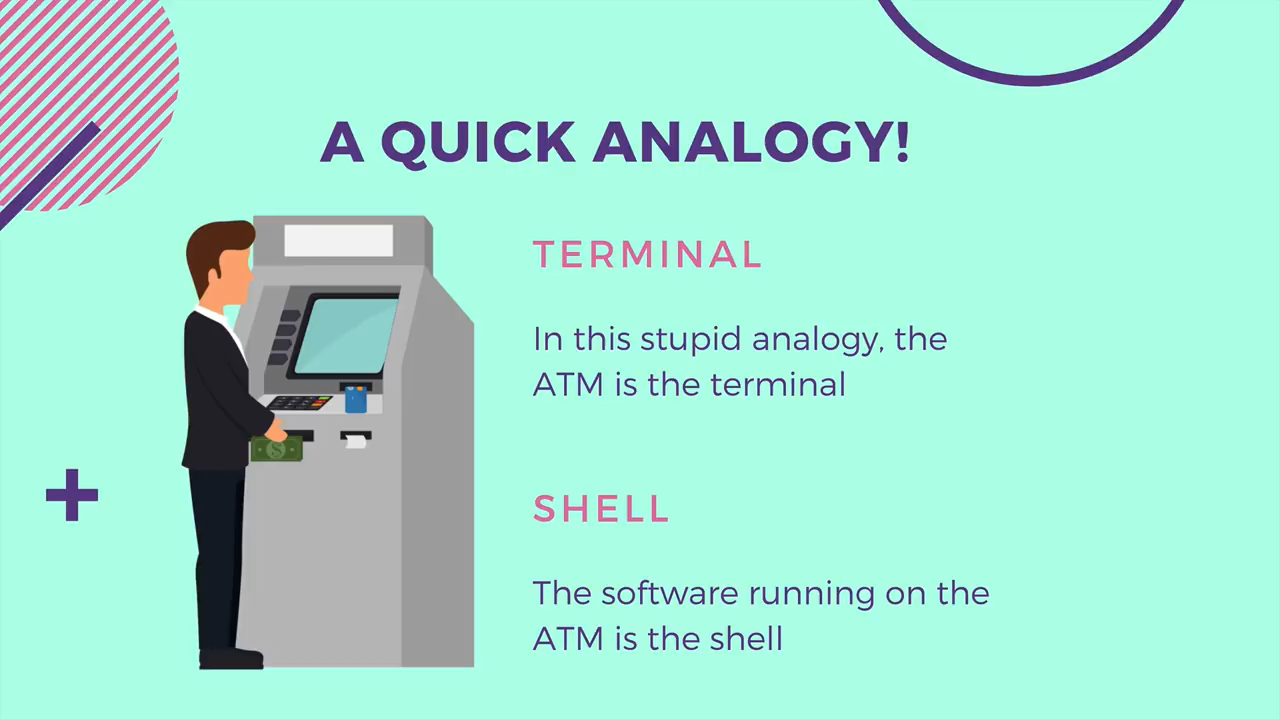 A QUICK ANALOGY!
TERMINAL
In this stupid analogy, the
ATM is the terminal
SHELL
The software running on the
ATM is the shell